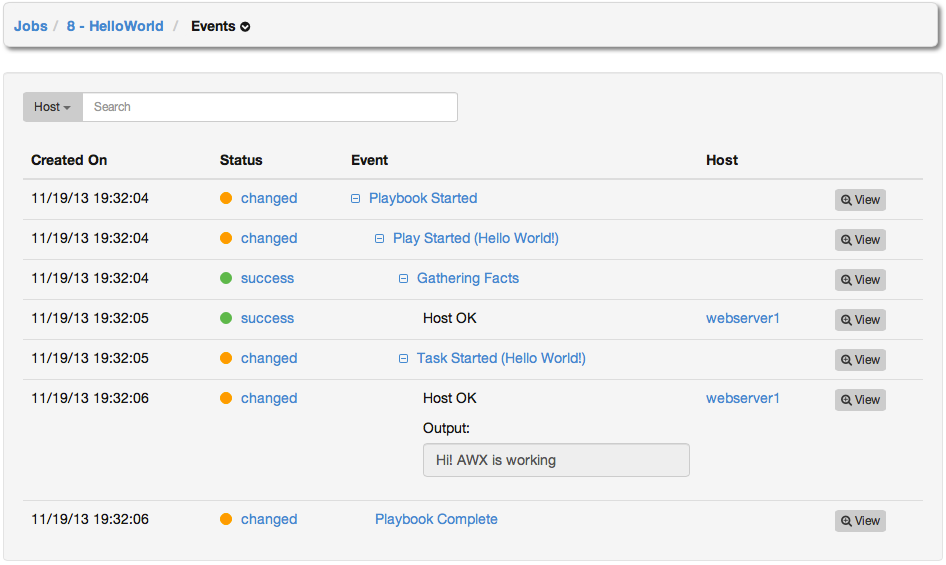 Jobs / 8 - HelloWorld / Events
Host Search
Created On Status Event Host
11/19/13 19:32:04 changed Playbook Started View
11/19/13 19:32:04 changed Play Started (Hello World!) View
11/19/13 19:32:04 success Gathering Facts View
11/19/13 19:32:05 success Host OK webserver1 View
11/19/13 19:32:05 changed Task Started (Hello World!) View
11/19/13 19:32:06 changed Host OK webserver1 View
Output:
Hi! AWX is working
11/19/13 19:32:06 changed Playbook Complete View